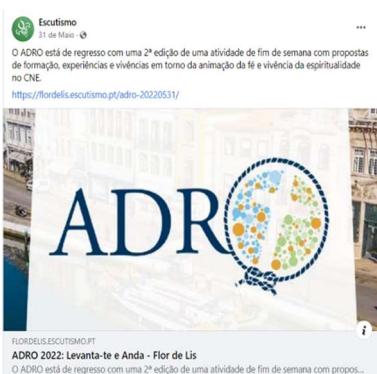 Escutismo
31 de Maio ·
O ADRO está de regresso com uma 2ª edição de uma atividade de fim de semana com propostas
de formação, experiências e vivências em torno da animação da fé e vivência da espiritualidade
no CNE.
https://flordelis.escutismo.pt/adro-20220531/
ADRO
FLORDELIS.ESCUTISMO.PT
ADRO 2022: Levanta-te e Anda - Flor de Lis
O ADRO está de regresso com uma 2ª edição de uma atividade de fim de semana com propos...